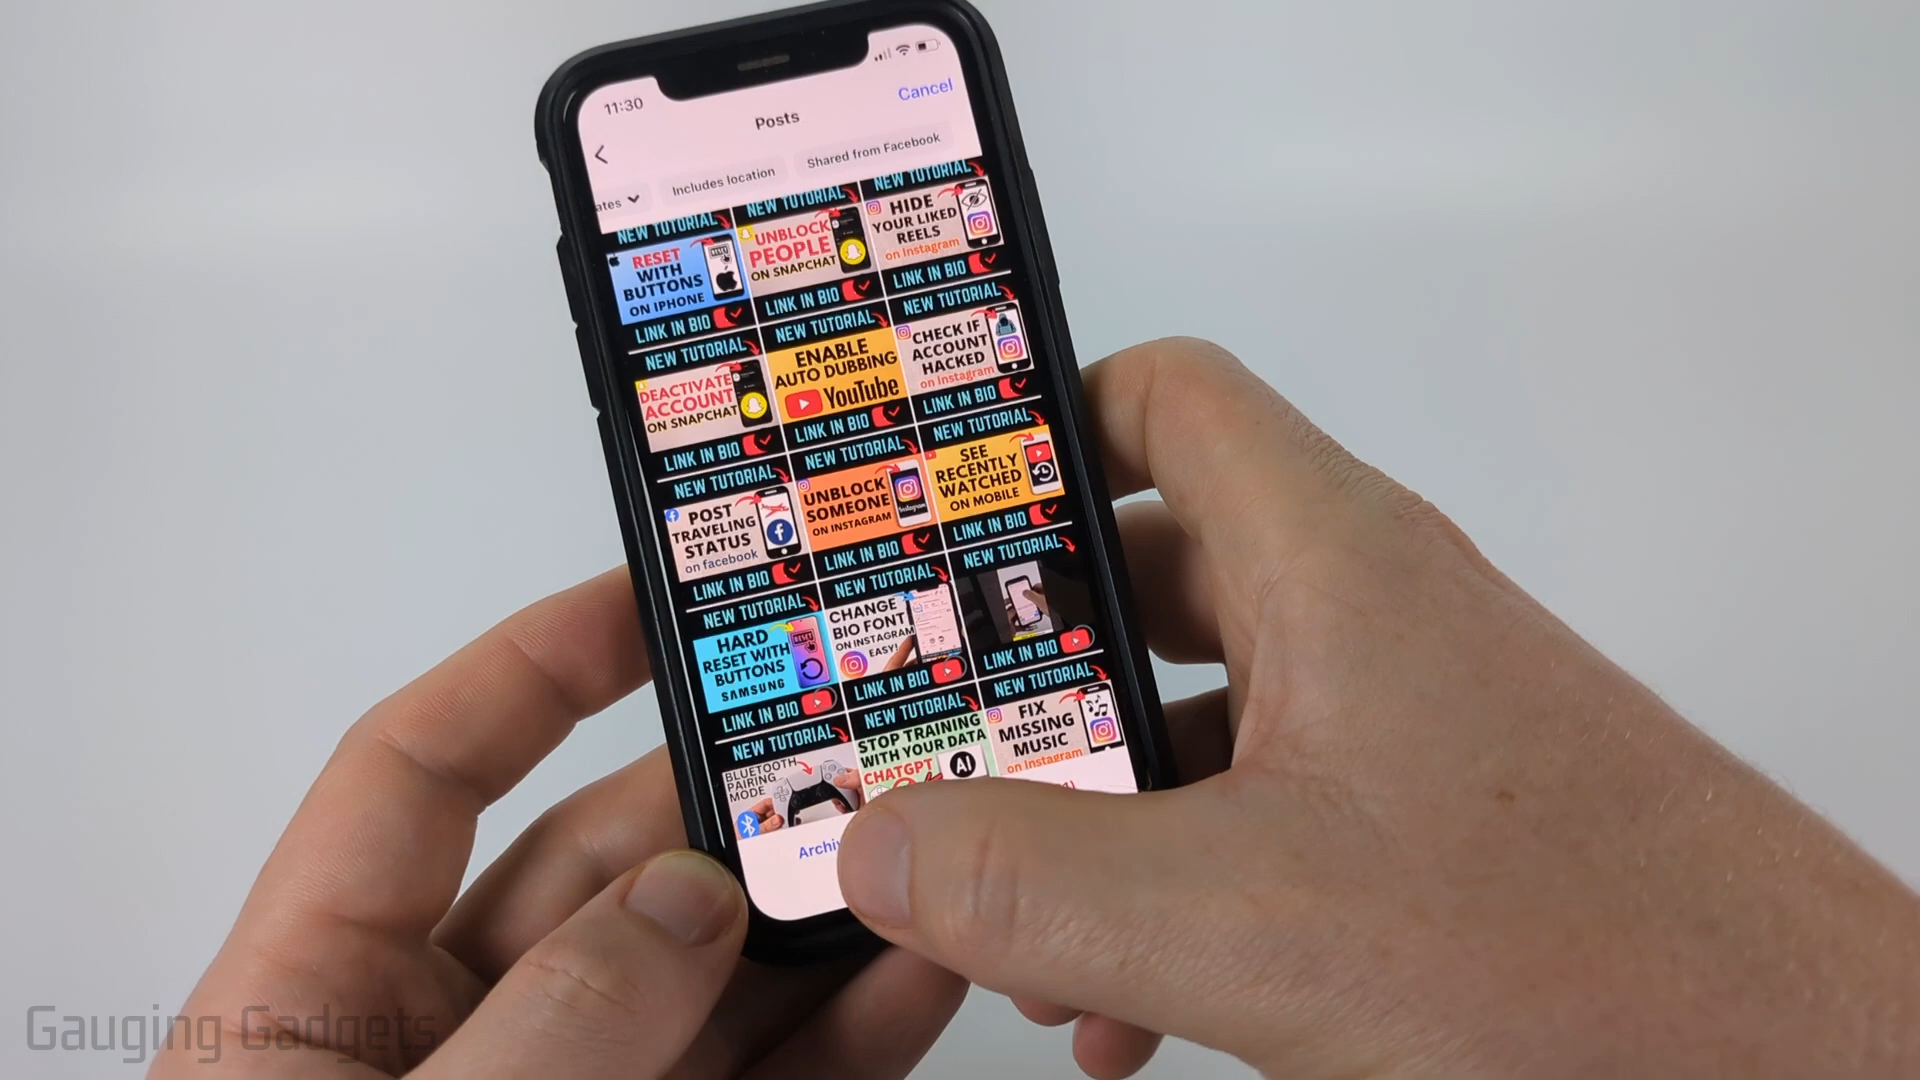 11:30
Cancel
Posts
ates
Includes location
Shared from Facebook
NEW TUTORIAL
RESET
WITH
BUTTONS
ON IPHONE
LINK IN BIO
NEW TUTORIAL
UNBLOCK
PEOPLE
ON SNAPCHAT
LINK IN BIO
NEW TUTORIAL
HIDE
YOUR LIKED
REELS
on Instagram
LINK IN BIO
NEW TUTORIAL
DEACTIVATE
ACCOUNT
ON SNAPCHAT
LINK IN BIO
NEW TUTORIAL
ENABLE
AUTO DUBBING
YouTube
LINK IN BIO
NEW TUTORIAL
CHECK IF
ACCOUNT
HACKED
on Instagram
LINK IN BIO
NEW TUTORIAL
POST
TRAVELING
STATUS
on facebook
LINK IN BIO
NEW TUTORIAL
UNBLOCK
SOMEONE
ON INSTAGRAM
Instagram
LINK IN BIO
NEW TUTORIAL
SEE
RECENTLY
WATCHED
ON MOBILE
LINK IN BIO
NEW TUTORIAL
HARD
RESET WITH
BUTTONS
SAMSUNG
RESET
LINK IN BIO
NEW TUTORIAL
CHANGE
BIO FONT
ON INSTAGRAM
EASY!
LINK IN BIO
NEW TUTORIAL
LINK IN BIO
NEW TUTORIAL
BLUETOOTH
PAIRING
MODE
NEW TUTORIAL
STOP TRAINING
WITH YOUR DATA
CHATGPT
AI
NEW TUTORIAL
FIX
MISSING
MUSIC
on Instagram
Archi
Gauging Gadgets